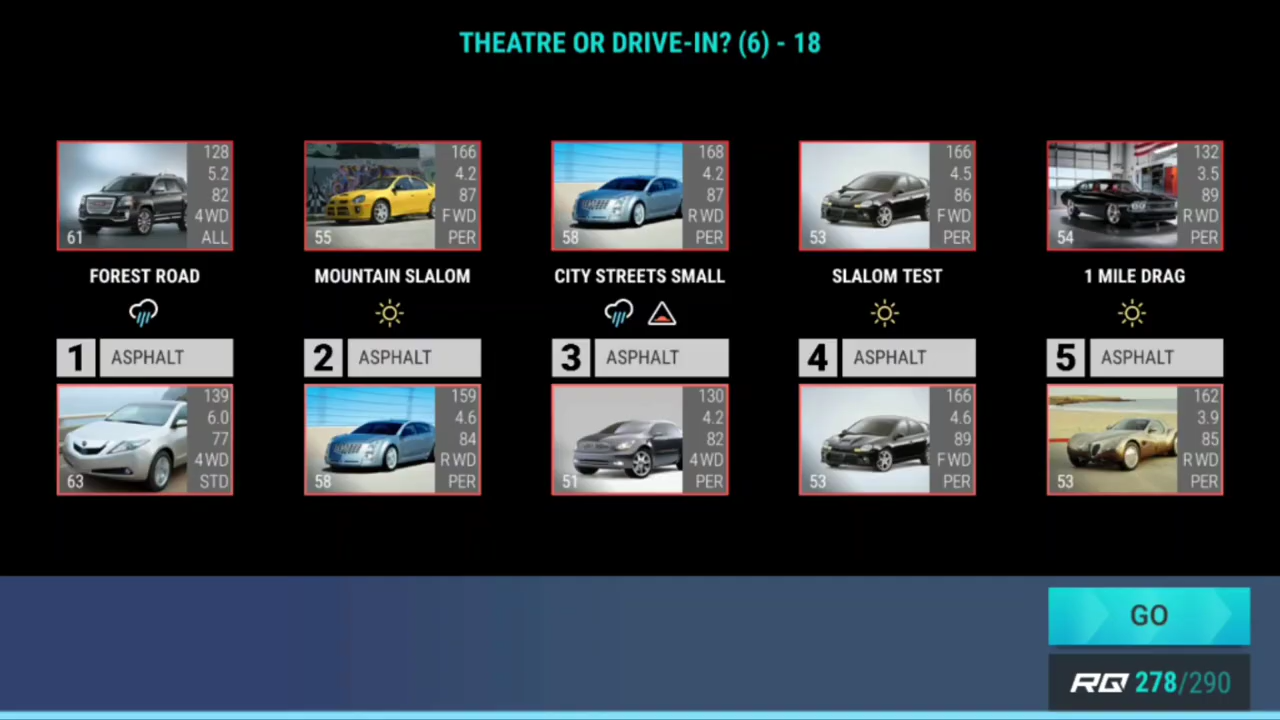 THEATRE OR DRIVE-IN? (6) - 18
128
5.2
82
4WD
ALL
61
166
4.2
87
FWD
PER
55
168
4.2
87
RWD
PER
58
166
4.5
86
FWD
PER
53
132
3.5
89
RWD
PER
54
FOREST ROAD
MOUNTAIN SLALOM
CITY STREETS SMALL
SLALOM TEST
1 MILE DRAG
1 ASPHALT
2 ASPHALT
3 ASPHALT
4 ASPHALT
5 ASPHALT
139
6.0
77
4WD
STD
63
159
4.6
84
RWD
PER
58
130
4.2
82
4WD
PER
51
166
4.6
89
FWD
PER
53
162
3.9
85
RWD
PER
53
GO
RQ 278/290